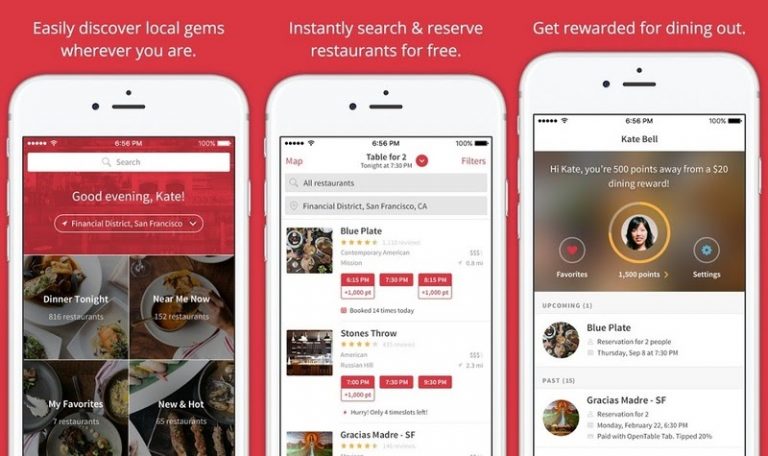 Easily discover local gems
wherever you are.
6:56 PM
100%
Search
Good evening, Kate!
Financial District, San Francisco
Dinner Tonight
816 restaurants
Near Me Now
152 restaurants
My Favorites
7 restaurants
New & Hot
65 restaurants
Instantly search & reserve
restaurants for free.
6:56 PM
100%
Map
Table for 2
Tonight at 7:30 PM
Filters
All restaurants
Financial District, San Francisco, CA
Blue Plate
1,110 reviews
Contemporary American
$$$
Mission
0.8 mi
6:15 PM
7:30 PM
8:15 PM
+1,000 pt
+1,000 pt
Booked 14 times today
Stones Throw
reviews
American
$$$
Russian Hill
2.3 mi
7:00 PM
7:30 PM
9:30 PM
+1,000 pt
Hurry! Only 4 timeslots left!
Gracias Madre - SF
Get rewarded for dining out.
6:56 PM
100%
Kate Bell
Hi Kate, you're 500 points away from a $20
dining reward!
Favorites
1,500 points
Settings
UPCOMING (1)
Blue Plate
Reservation for 2 people
Thursday, Sep 8 at 7:30 PM
PAST (15)
Gracias Madre - SF
Reservation for 2
Monday, February 22, 6:30 PM
Paid with OpenTable Tab, Tipped 20%